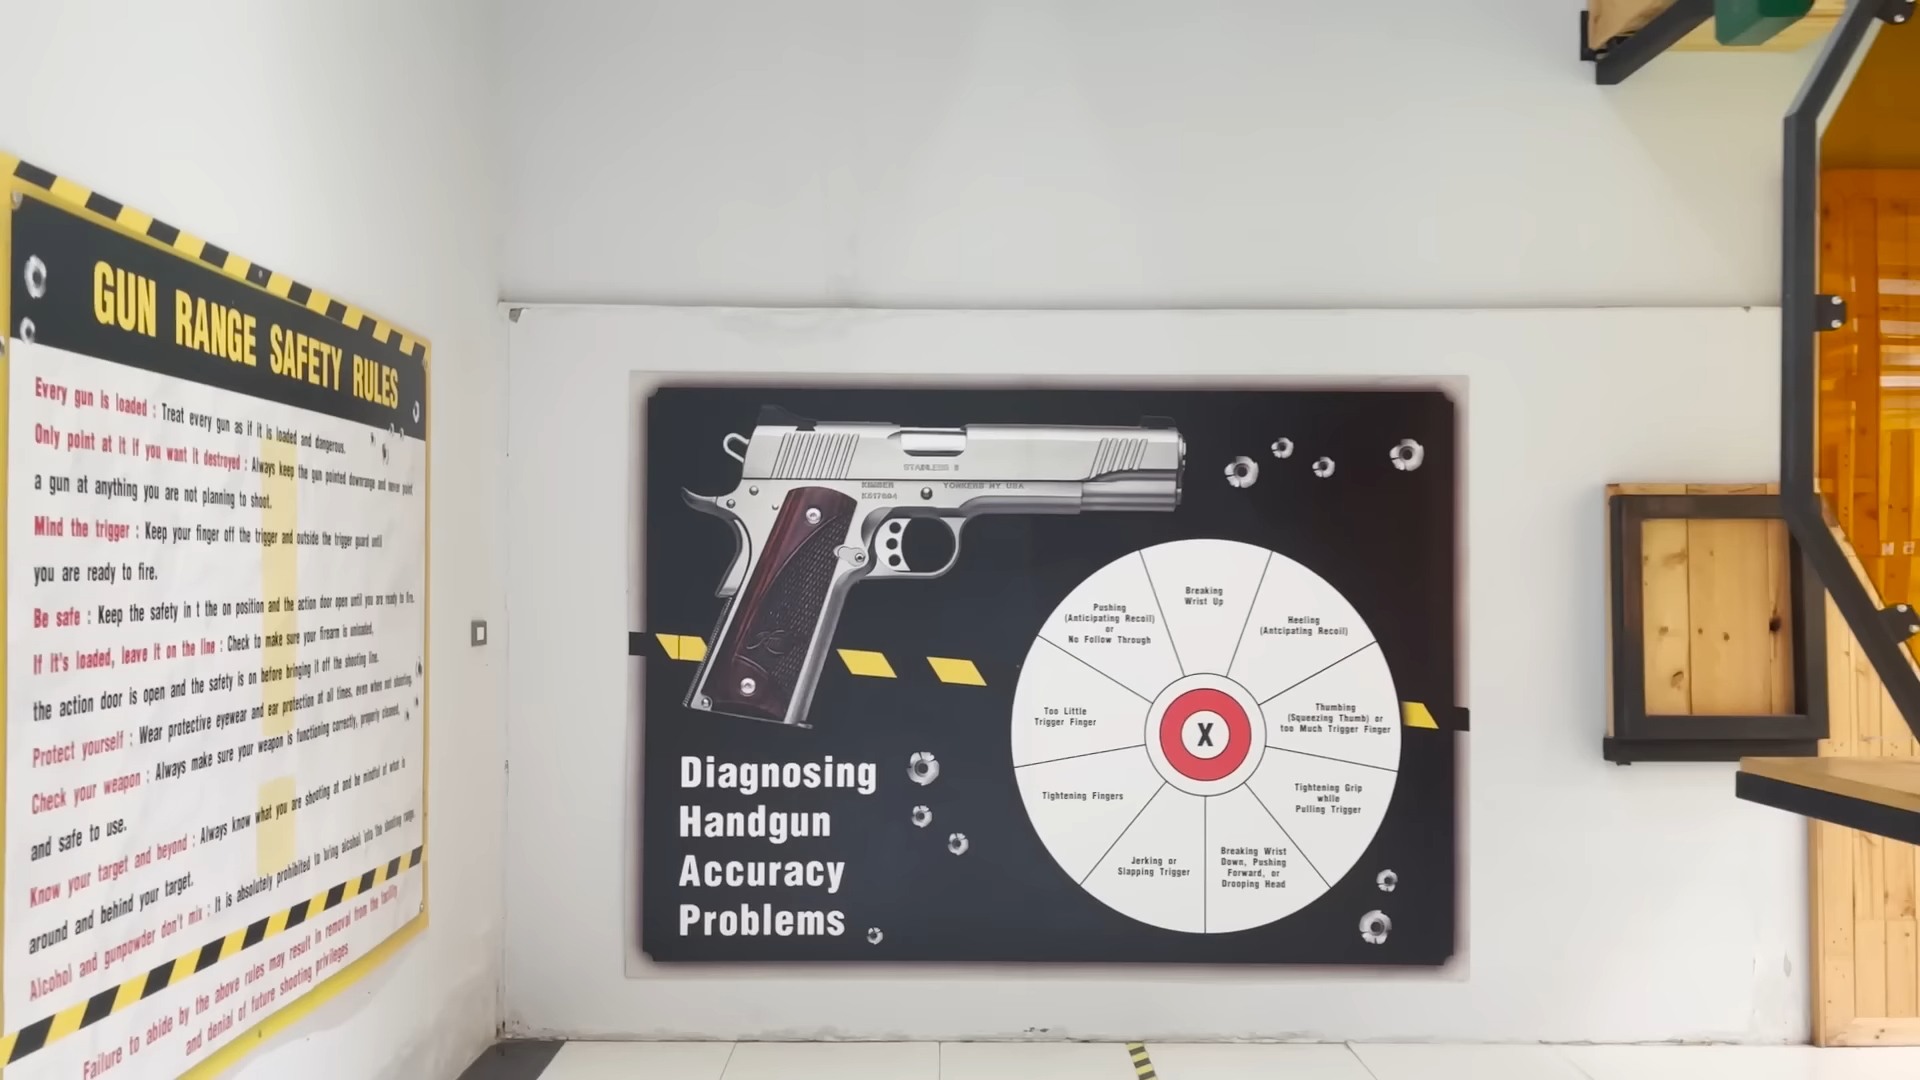 GUN RANGE SAFETY RULES
Every gun is loaded : Treat every gun as if it is loaded and dangerous.
Only point at it if you want it destroyed : Always keep the gun pointed downrange and never point
a gun at anything you are not planning to shoot.
Mind the trigger : Keep your finger off the trigger and outside the trigger guard until
you are ready to fire.
Be safe : Keep the safety in t the on position and the action door open until you are ready to fire.
If it's loaded, leave it on the line : Check to make sure your firearm is unloaded,
the action door is open and the safety is on before bringing it off the shooting line.
Protect yourself : Wear protective eyewear and ear protection at all times, even when not shooting.
Check your weapon : Always make sure your weapon is functioning correctly, properly cleaned,
and safe to use.
Know your target and beyond : Always know what you are shooting at and be mindful of what is
around and behind your target.
Alcohol and gunpowder don't mix : It is absolutely prohibited to bring alcohol into the shooting range.
Failure to abide by the above rules may result in removal from the facility
and denial of future shooting privileges
STAINLESS II
KIMBER
K517604
YONKERS NY USA
Breaking
Wrist Up
Pushing
(Anticipating Recoil)
or
No Follow Through
Heeling
(Antcipating Recoil)
Too Little
Trigger Finger
X
Thumbing
(Squeezing Thumb) or
too Much Trigger Finger
Tightening Fingers
Tightening Grip
while
Pulling Trigger
Jerking or
Slapping Trigger
Breaking Wrist
Down, Pushing
Forward, or
Drooping Head
Diagnosing
Handgun
Accuracy
Problems